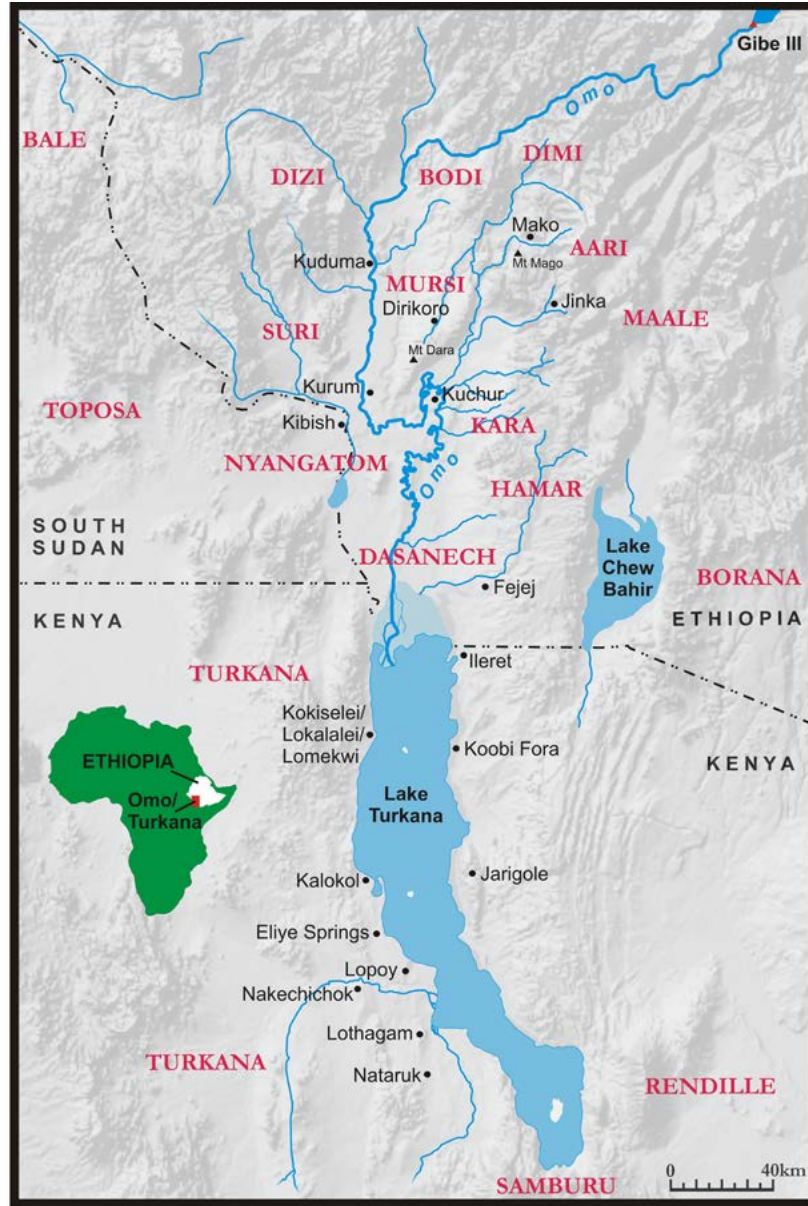 Gibe III
Omo
BALE
DIMI
DIZI
BODI
Mako
AARI
Kuduma
Mt Mago
MURSI
Dirikoro
Jinka
MAALE
SURI
Mt Dara
Kurum
Kuchur
TOPOSA
Kibish
KARA
NYANGATOM
Omo
HAMAR
SOUTH
SUDAN
DASANECH
Lake
Chew
Bahir
BORANA
Fejej
ETHIOPIA
KENYA
Ileret
TURKANA
Kokiselei/
Lokalalei/
Lomekwi
Koobi Fora
KENYA
ETHIOPIA
Omo/
Turkana
Lake
Turkana
Kalokol
Jarigole
Eliye Springs
Lopoy
Nakechichok
Lothagam
TURKANA
Nataruk
RENDILLE
0 40km
SAMBURU